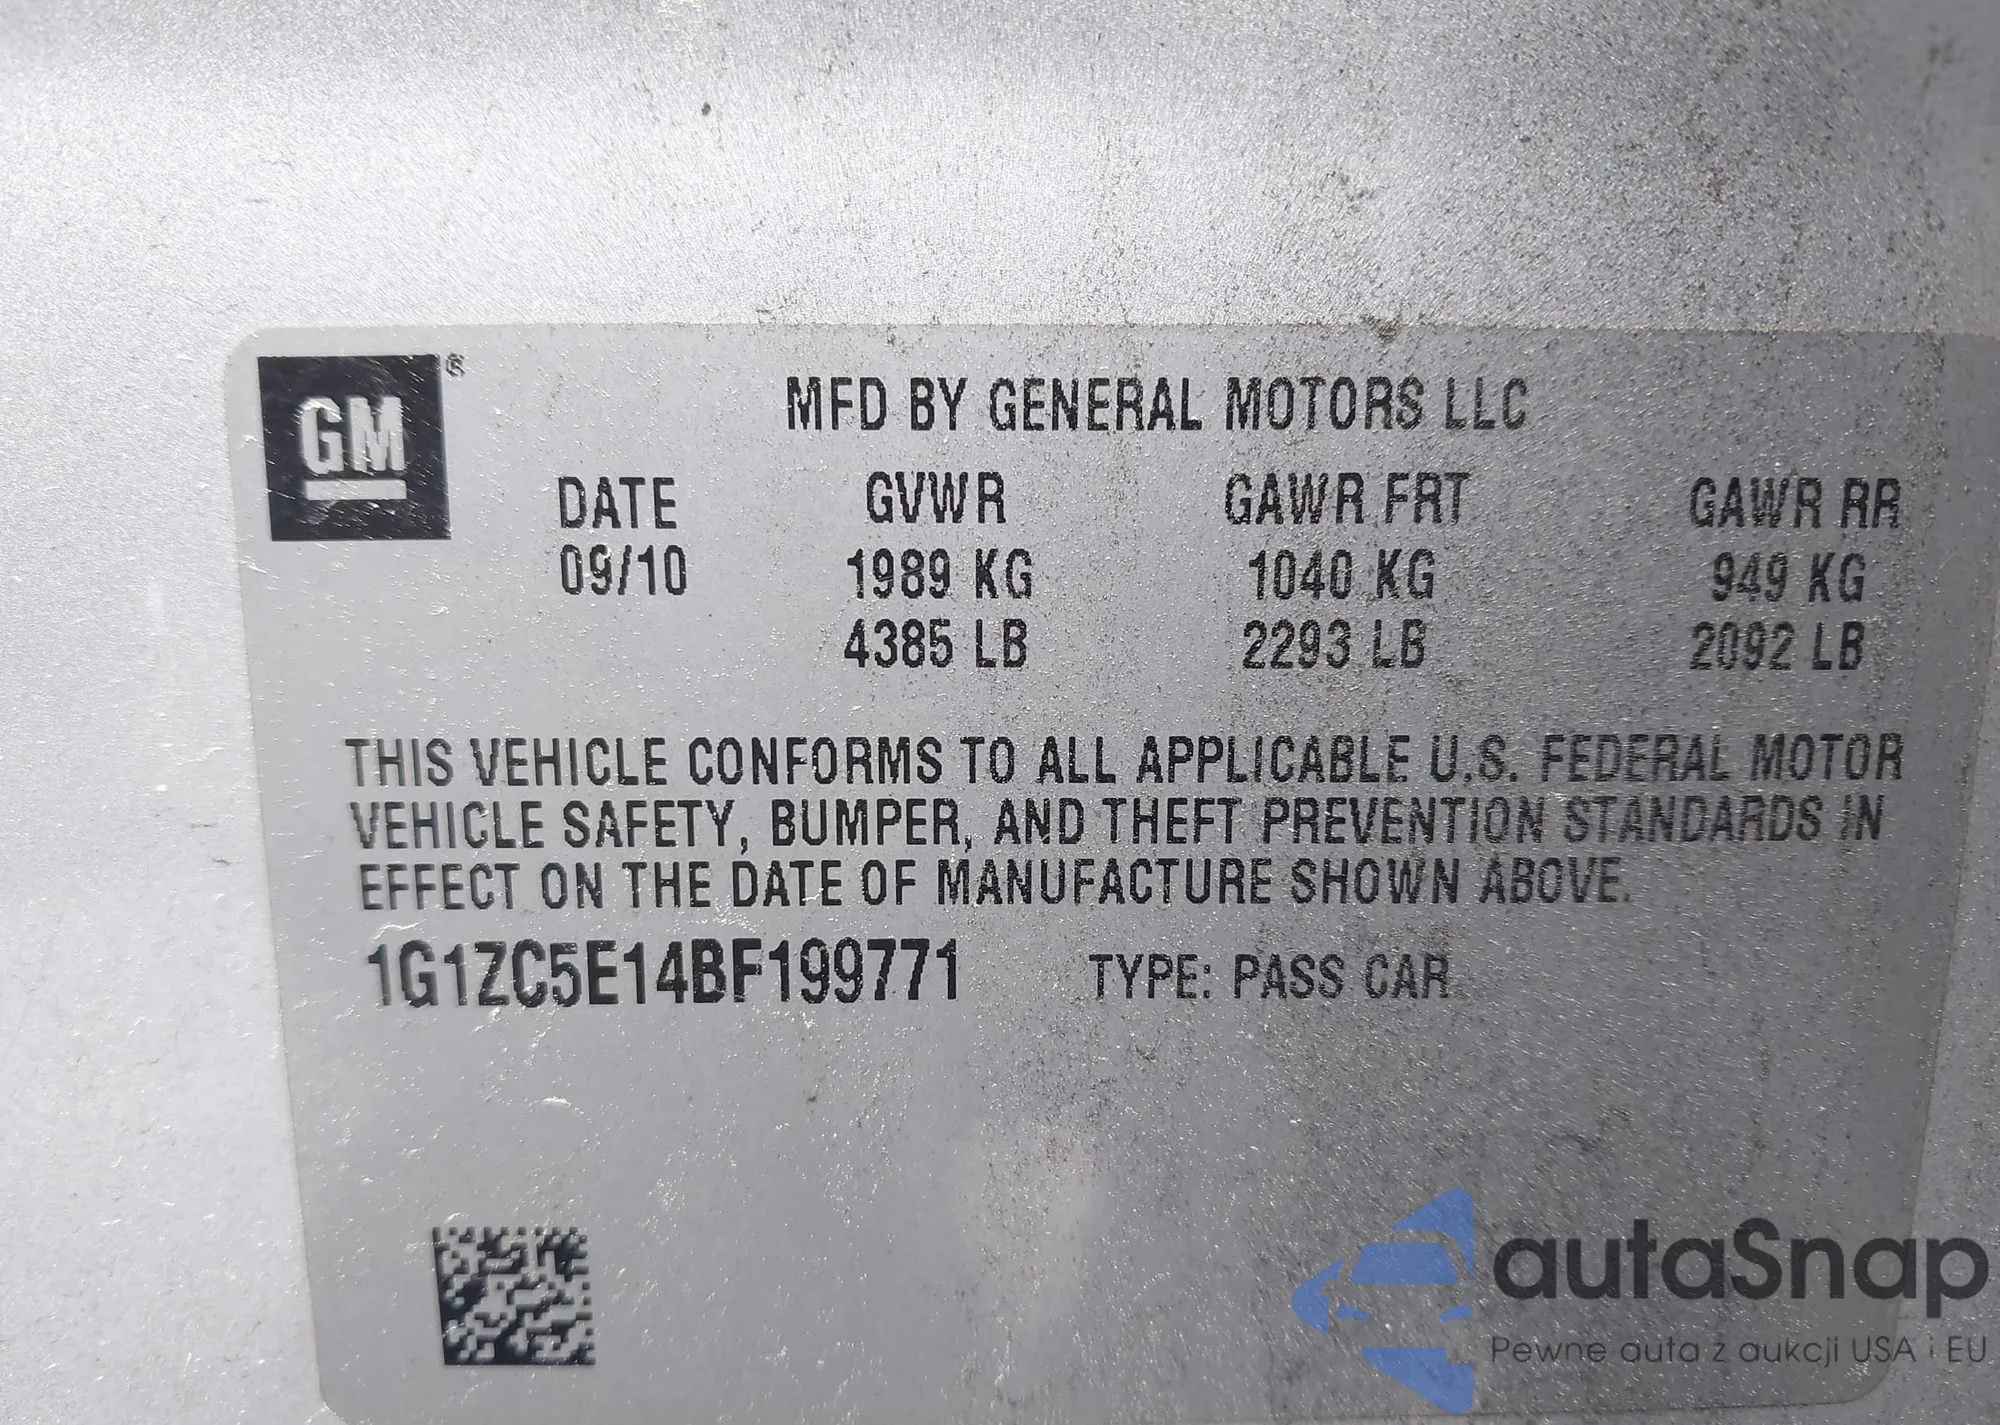 GM®
MFD BY GENERAL MOTORS LLC
DATE GVWR GAWR FRT GAWR RR
09/10 1989 KG 1040 KG 949 KG
4385 LB 2293 LB 2092 LB
THIS VEHICLE CONFORMS TO ALL APPLICABLE U.S. FEDERAL MOTOR
VEHICLE SAFETY, BUMPER, AND THEFT PREVENTION STANDARDS IN
EFFECT ON THE DATE OF MANUFACTURE SHOWN ABOVE.
1G1ZC5E14BF199771 TYPE: PASS CAR
autaSnap
Pewne auta z aukcji USA i EU